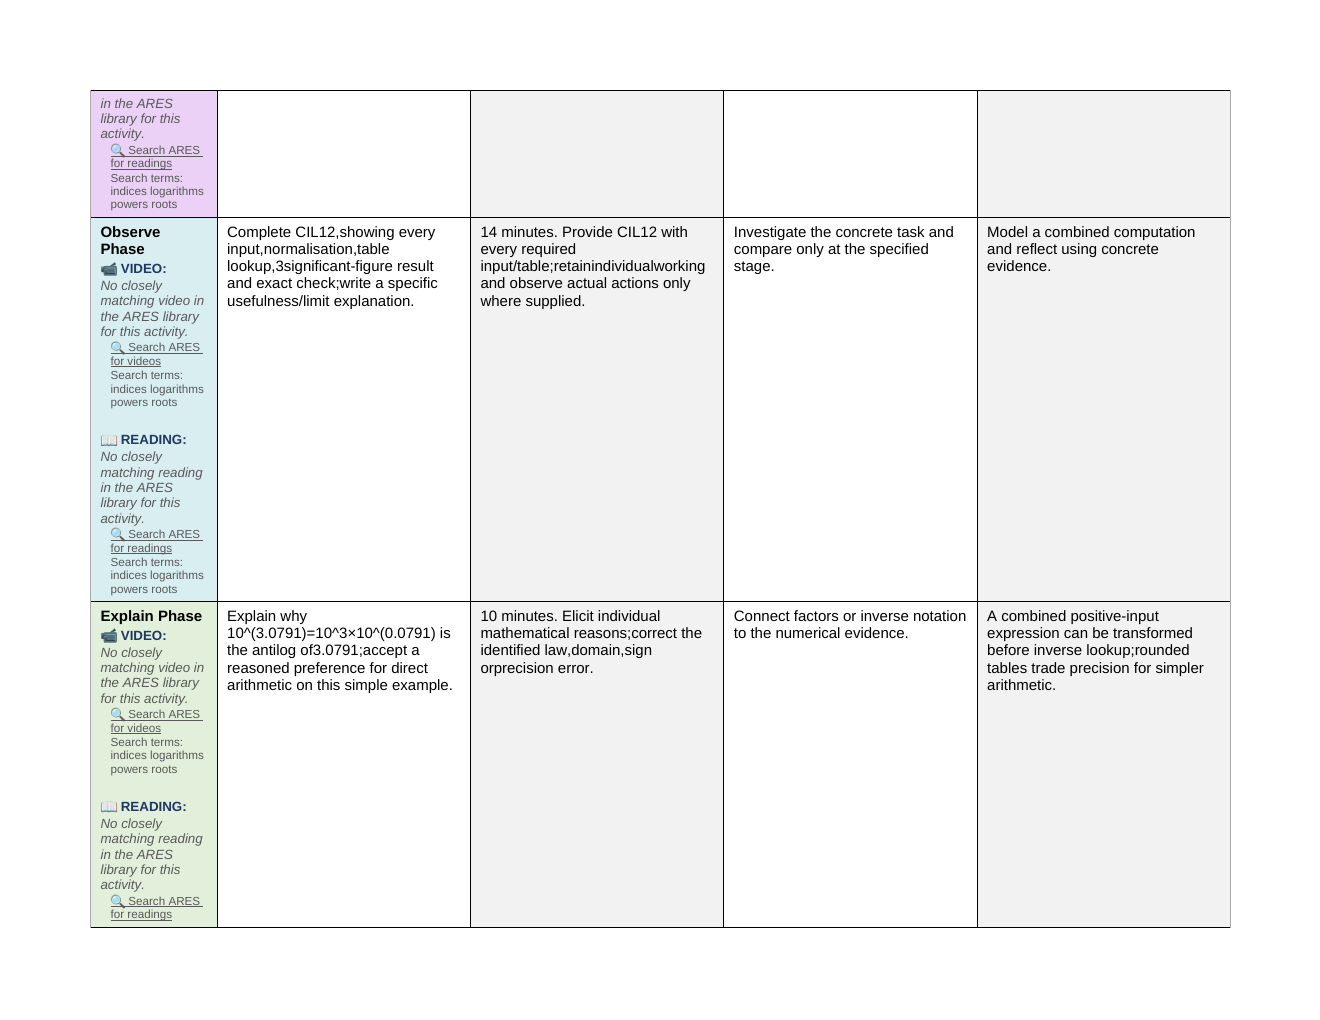 in the ARES
library for this
activity.
🔍 Search ARES
for readings
Search terms:
indices logarithms
powers roots
Observe
Phase
📹 VIDEO:
No closely
matching video in
the ARES library
for this activity.
🔍 Search ARES
for videos
Search terms:
indices logarithms
powers roots
📖 READING:
No closely
matching reading
in the ARES
library for this
activity.
🔍 Search ARES
for readings
Search terms:
indices logarithms
powers roots
Complete CIL12,showing every
input,normalisation,table
lookup,3significant-figure result
and exact check;write a specific
usefulness/limit explanation.
14 minutes. Provide CIL12 with
every required
input/table;retainindividualworking
and observe actual actions only
where supplied.
Investigate the concrete task and
compare only at the specified
stage.
Model a combined computation
and reflect using concrete
evidence.
Explain Phase
📹 VIDEO:
No closely
matching video in
the ARES library
for this activity.
🔍 Search ARES
for videos
Search terms:
indices logarithms
powers roots
📖 READING:
No closely
matching reading
in the ARES
library for this
activity.
🔍 Search ARES
for readings
Explain why
10^(3.0791)=10^3×10^(0.0791) is
the antilog of3.0791;accept a
reasoned preference for direct
arithmetic on this simple example.
10 minutes. Elicit individual
mathematical reasons;correct the
identified law,domain,sign
orprecision error.
Connect factors or inverse notation
to the numerical evidence.
A combined positive-input
expression can be transformed
before inverse lookup;rounded
tables trade precision for simpler
arithmetic.